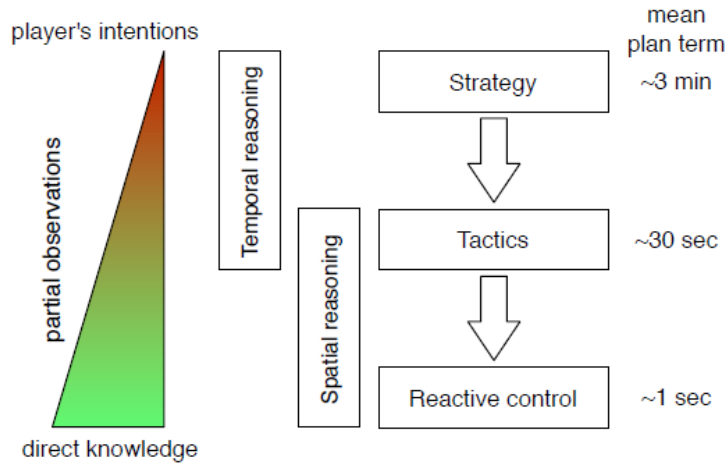 player's intentions
partial observations
direct knowledge
Temporal reasoning
Spatial reasoning
mean
plan term
Strategy
~3 min
Tactics
~30 sec
Reactive control
~1 sec